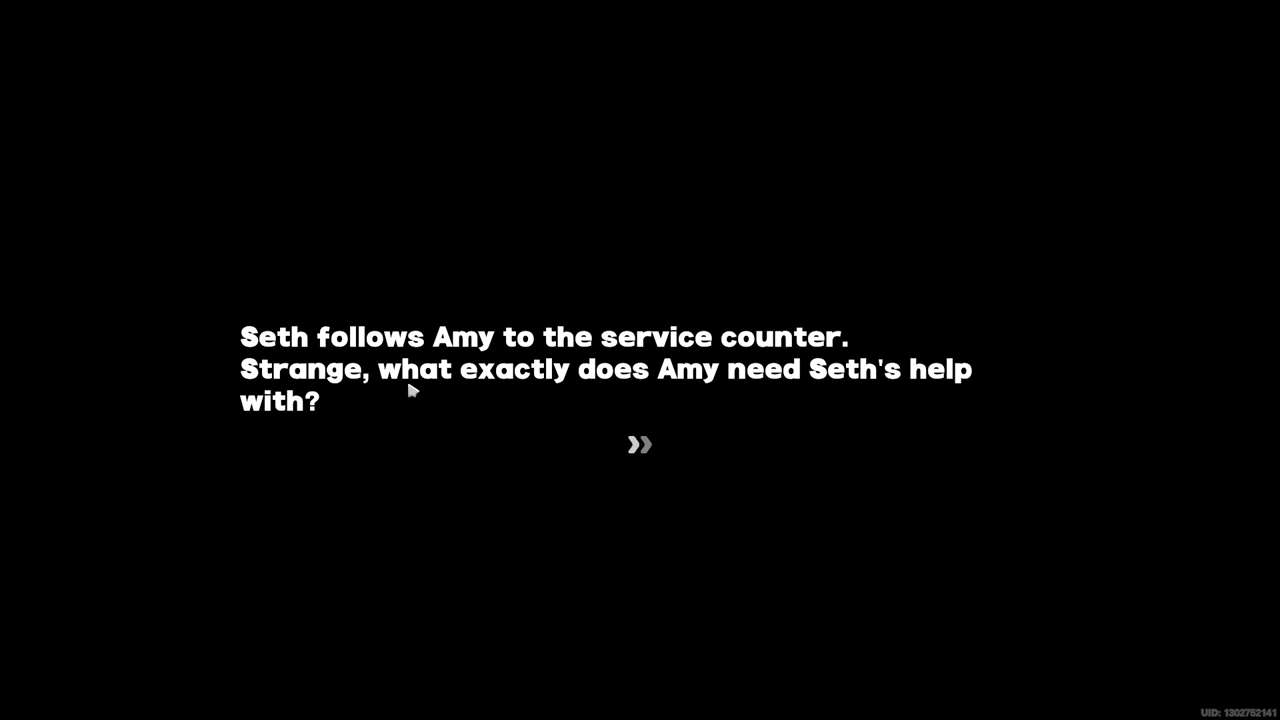 Seth follows Amy to the service counter.
Strange, what exactly does Amy need Seth's help
with?
UID: 1302752141